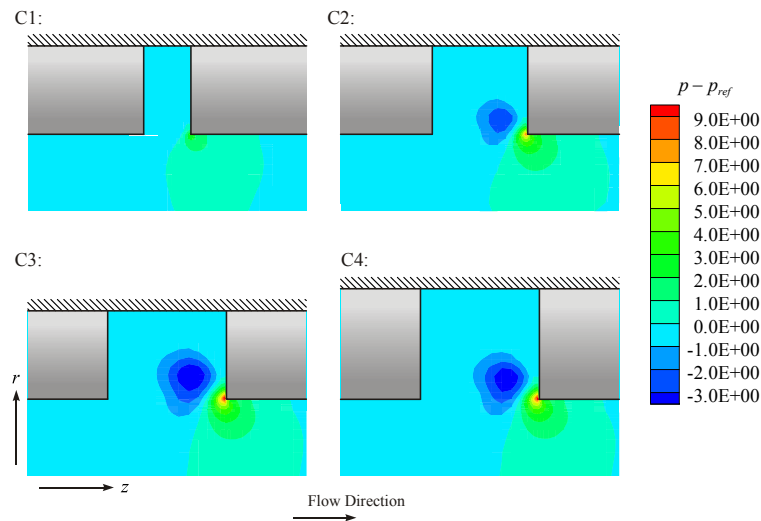 C1:
C2:
p − p_ref
9.0E+00
8.0E+00
7.0E+00
6.0E+00
5.0E+00
4.0E+00
3.0E+00
2.0E+00
1.0E+00
0.0E+00
-1.0E+00
-2.0E+00
-3.0E+00
C3:
C4:
r
z
Flow Direction